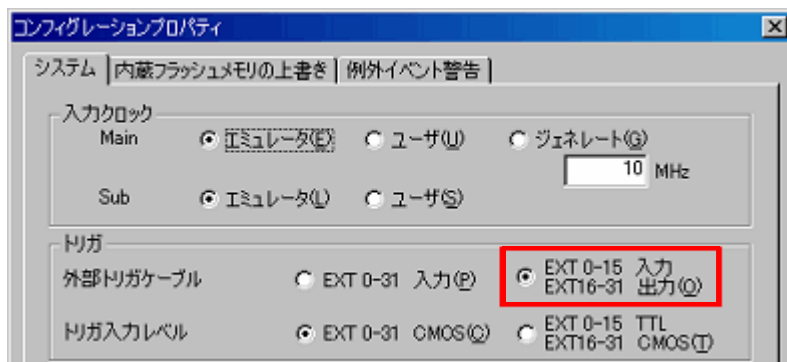 コンフィグレーションプロパティ
システム 内蔵フラッシュメモリの上書き 例外イベント警告
入力クロック
Main エミュレータ(E) ユーザ(U) ジェネレート(G)
10 MHz
Sub エミュレータ(L) ユーザ(S)
トリガ
外部トリガケーブル EXT 0-31 入力(P) EXT 0-15 入力
EXT16-31 出力(O)
トリガ入力レベル EXT 0-31 CMOS(C) EXT 0-15 TTL
EXT16-31 CMOS(T)